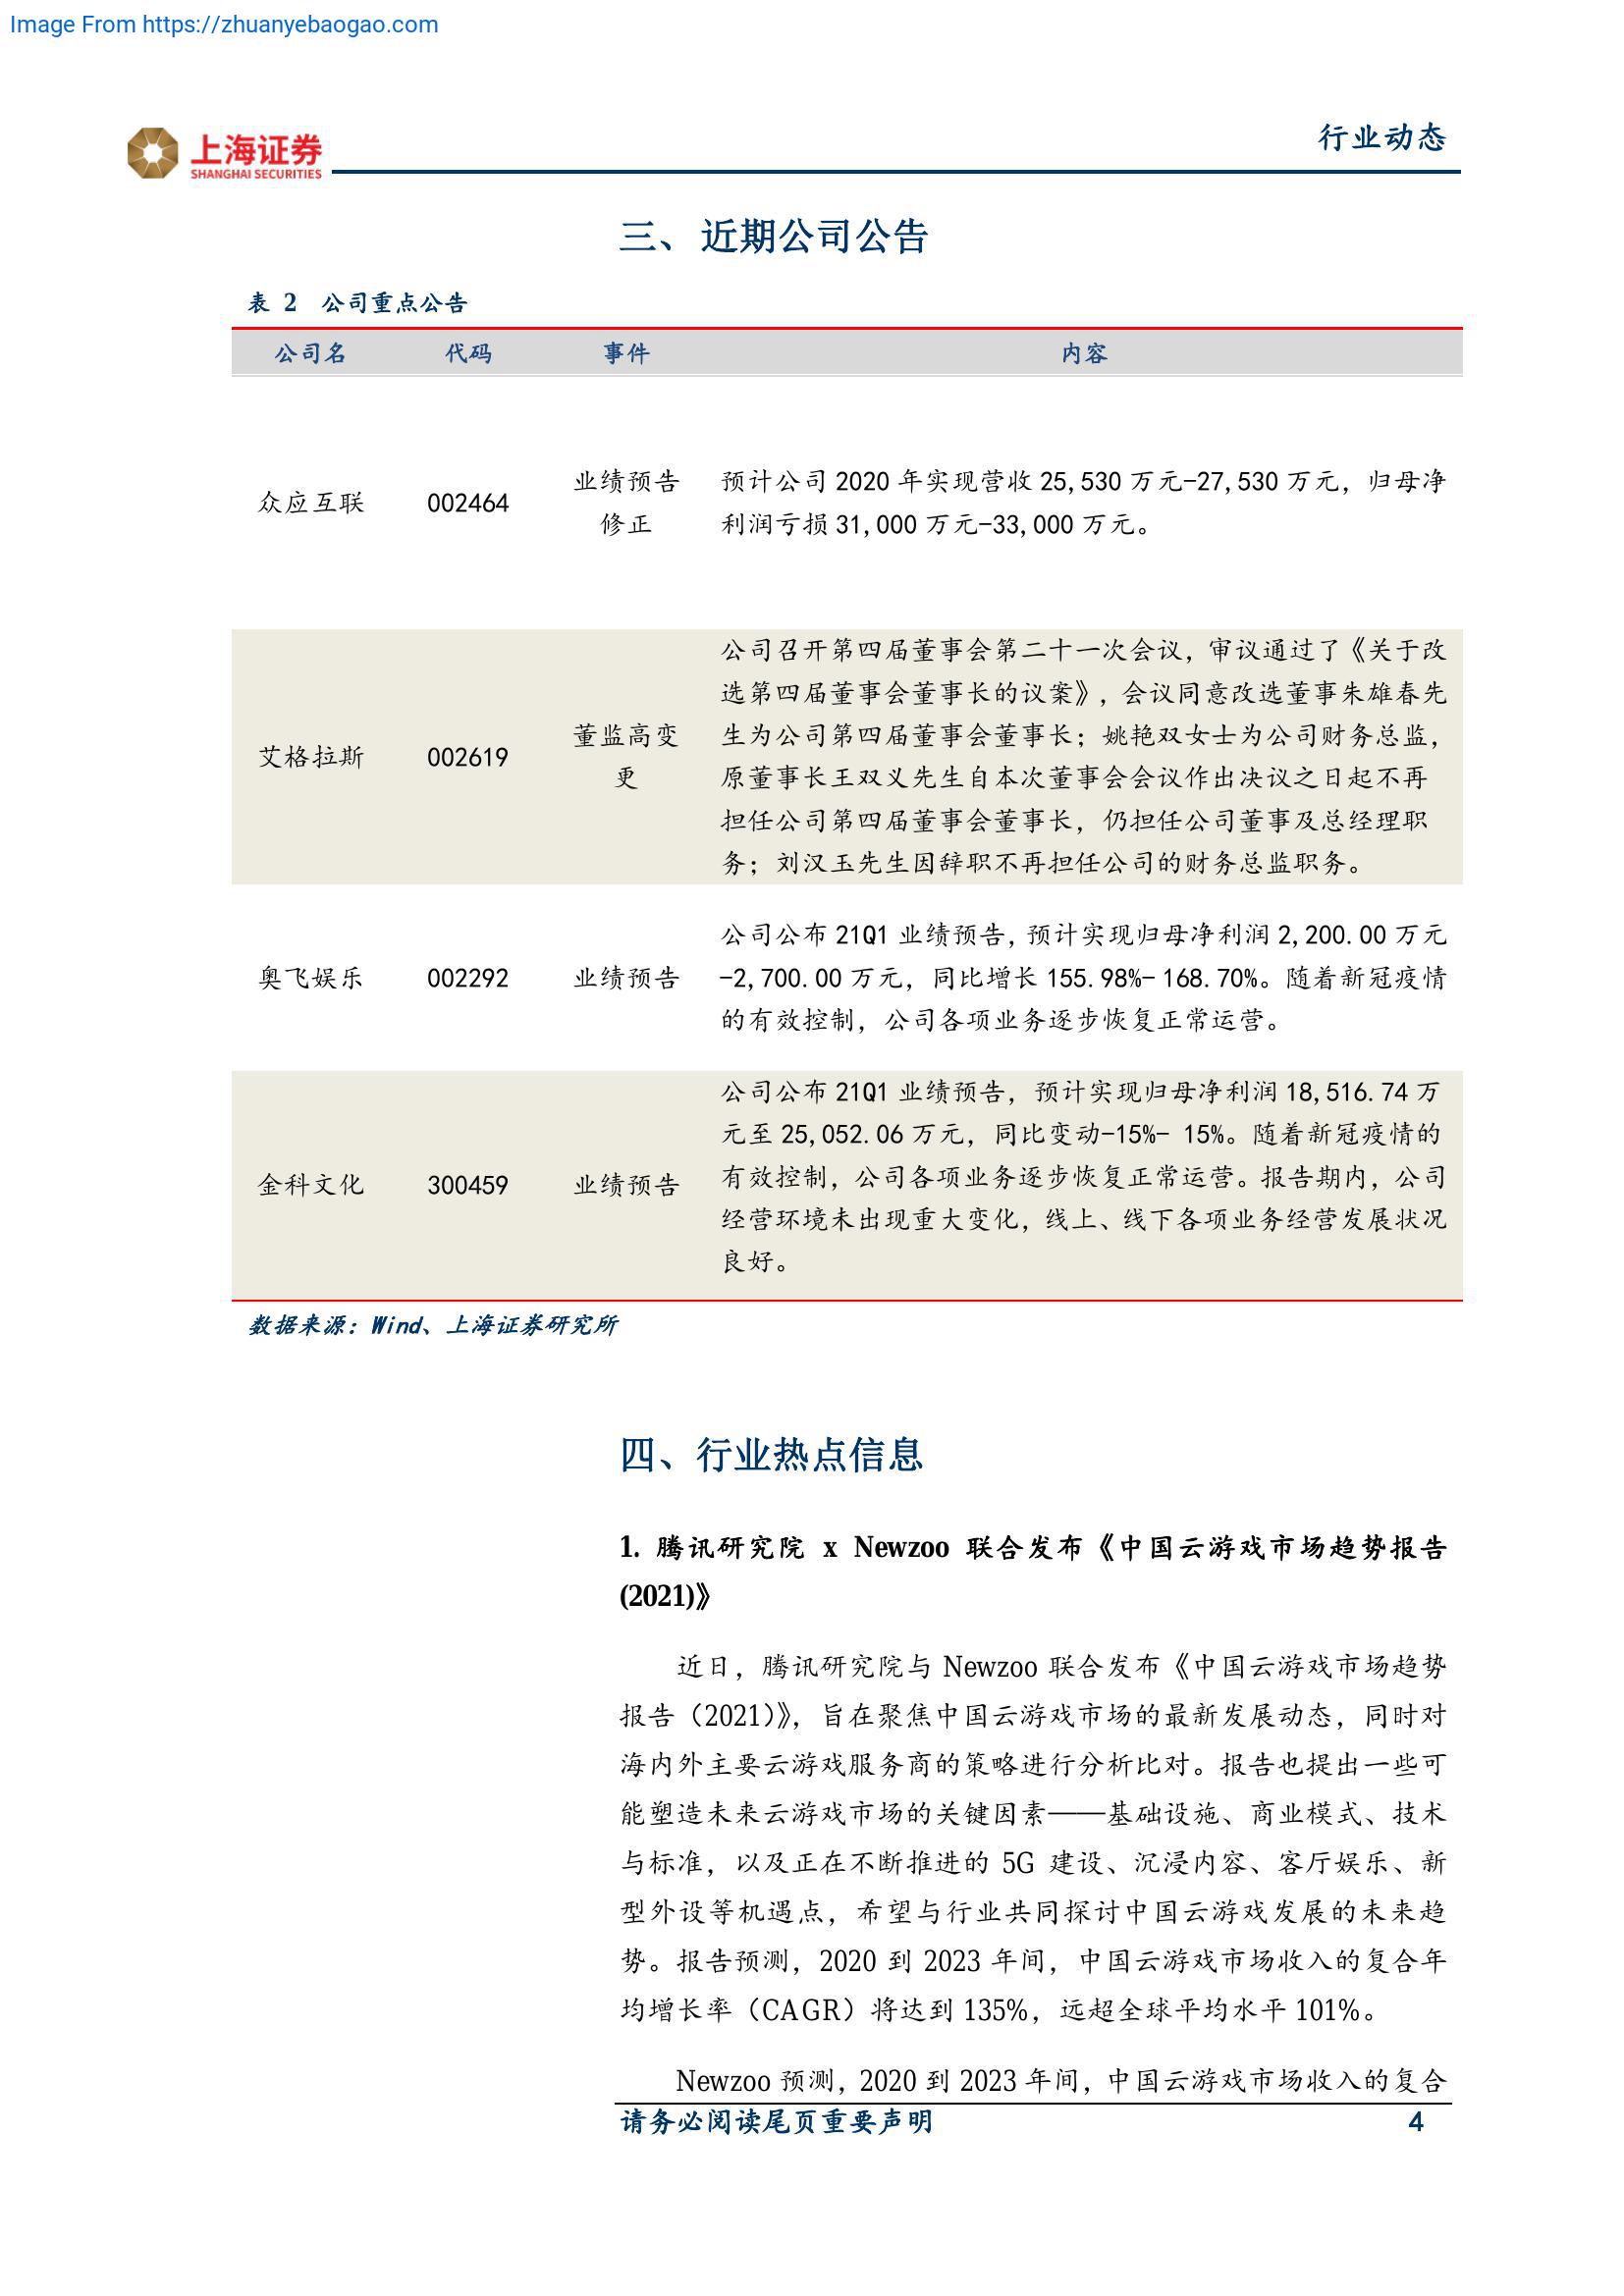 Image From https://zhuanyebaogao.com
上海证券
SHANGHAI SECURITIES
行业动态
三、近期公司公告
表 2 公司重点公告
公司名 代码 事件 内容
众应互联 002464 业绩预告
修正
预计公司 2020 年实现营收 25,530 万元-27,530 万元，归母净
利润亏损 31,000 万元-33,000 万元。
艾格拉斯 002619 董监高变
更
公司召开第四届董事会第二十一次会议，审议通过了《关于改
选第四届董事会董事长的议案》，会议同意改选董事朱雄春先
生为公司第四届董事会董事长；姚艳双女士为公司财务总监，
原董事长王双义先生自本次董事会会议作出决议之日起不再
担任公司第四届董事会董事长，仍担任公司董事及总经理职
务；刘汉玉先生因辞职不再担任公司的财务总监职务。
奥飞娱乐 002292 业绩预告
公司公布 21Q1 业绩预告，预计实现归母净利润 2,200.00 万元
-2,700.00 万元，同比增长 155.98%- 168.70%。随着新冠疫情
的有效控制，公司各项业务逐步恢复正常运营。
金科文化 300459 业绩预告
公司公布 21Q1 业绩预告，预计实现归母净利润 18,516.74 万
元至 25,052.06 万元，同比变动-15%- 15%。随着新冠疫情的
有效控制，公司各项业务逐步恢复正常运营。报告期内，公司
经营环境未出现重大变化，线上、线下各项业务经营发展状况
良好。
数据来源：Wind、上海证券研究所
四、行业热点信息
1. 腾讯研究院 x Newzoo 联合发布《中国云游戏市场趋势报告
(2021)》
近日，腾讯研究院与 Newzoo 联合发布《中国云游戏市场趋势
报告（2021）》，旨在聚焦中国云游戏市场的最新发展动态，同时对
海内外主要云游戏服务商的策略进行分析比对。报告也提出一些可
能塑造未来云游戏市场的关键因素——基础设施、商业模式、技术
与标准，以及正在不断推进的 5G 建设、沉浸内容、客厅娱乐、新
型外设等机遇点，希望与行业共同探讨中国云游戏发展的未来趋
势。报告预测，2020 到 2023 年间，中国云游戏市场收入的复合年
均增长率（CAGR）将达到 135%，远超全球平均水平 101%。
Newzoo 预测，2020 到 2023 年间，中国云游戏市场收入的复合
请务必阅读尾页重要声明 4